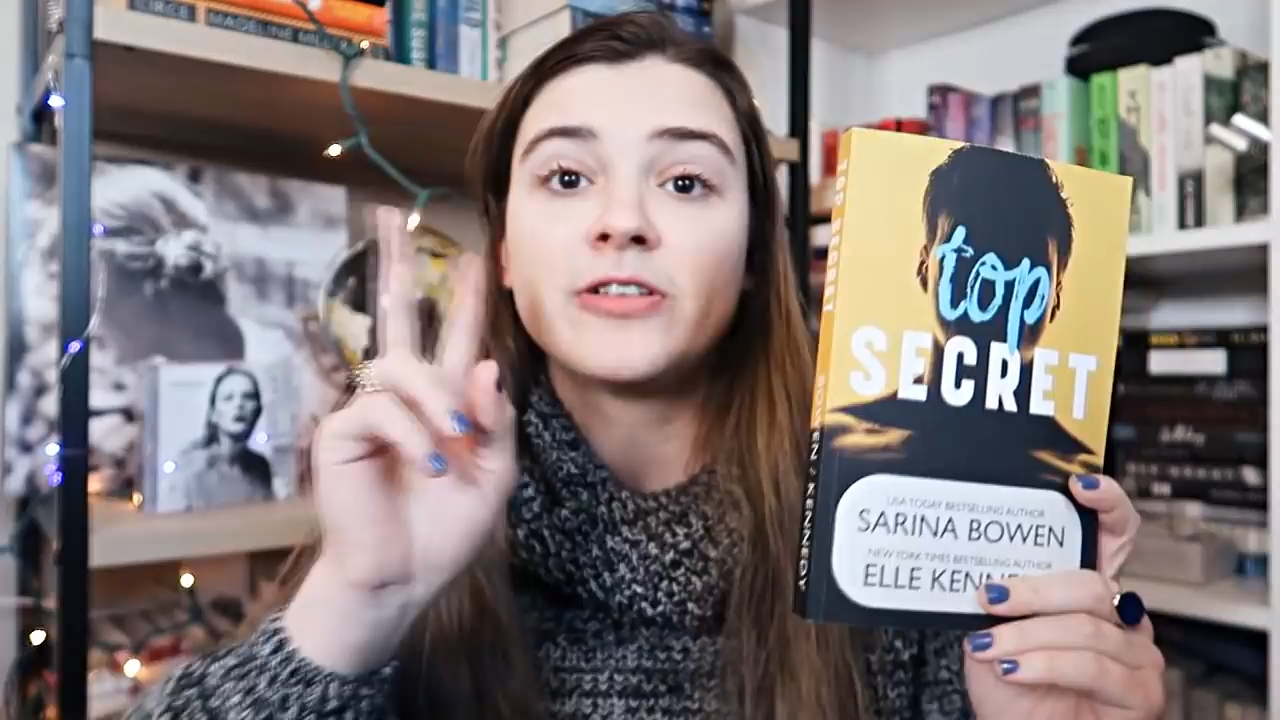 CIRCE MADELINE MILLER
top
SECRET
USA TODAY BESTSELLING AUTHOR
SARINA BOWEN
NEW YORK TIMES BESTSELLING AUTHOR
ELLE
TOP SECRET
BOWEN / KENNEDY